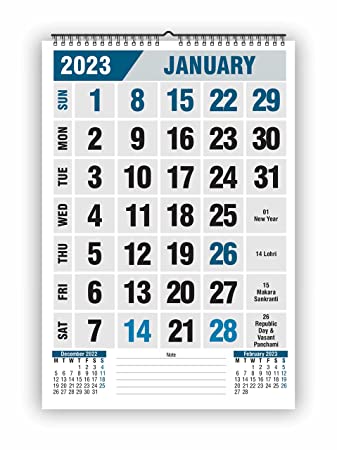 2023 JANUARY
SUN 1 8 15 22 29
MON 2 9 16 23 30
TUE 3 10 17 24 31
WED 4 11 18 25 01 New Year
THU 5 12 19 26 14 Lohri
FRI 6 13 20 27 15 Makara Sankranti
SAT 7 14 21 28 26 Republic Day & Vasant Panchami
December 2022
M T W T F S S
1 2 3 4
5 6 7 8 9 10 11
12 13 14 15 16 17 18
19 20 21 22 23 24 25
26 27 28 29 30 31
Note
February 2023
M T W T F S S
1 2 3 4 5
6 7 8 9 10 11 12
13 14 15 16 17 18 19
20 21 22 23 24 25 26
27 28